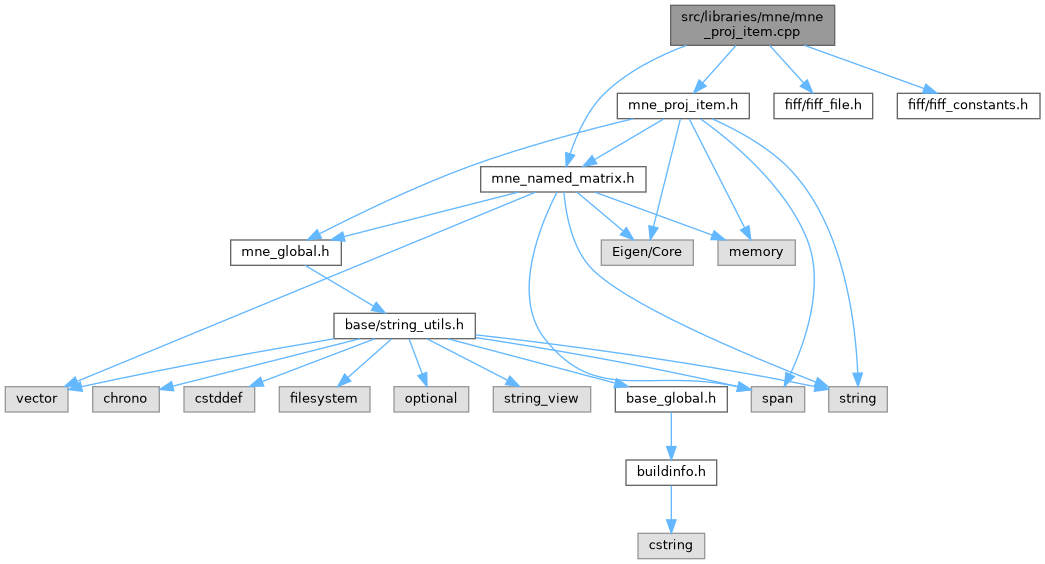 src/libraries/mne/mne
_proj_item.cpp
mne_proj_item.h
fiff/fiff_file.h
fiff/fiff_constants.h
mne_named_matrix.h
mne_global.h
Eigen/Core
memory
base/string_utils.h
vector
chrono
cstddef
filesystem
optional
string_view
base_global.h
span
string
buildinfo.h
cstring